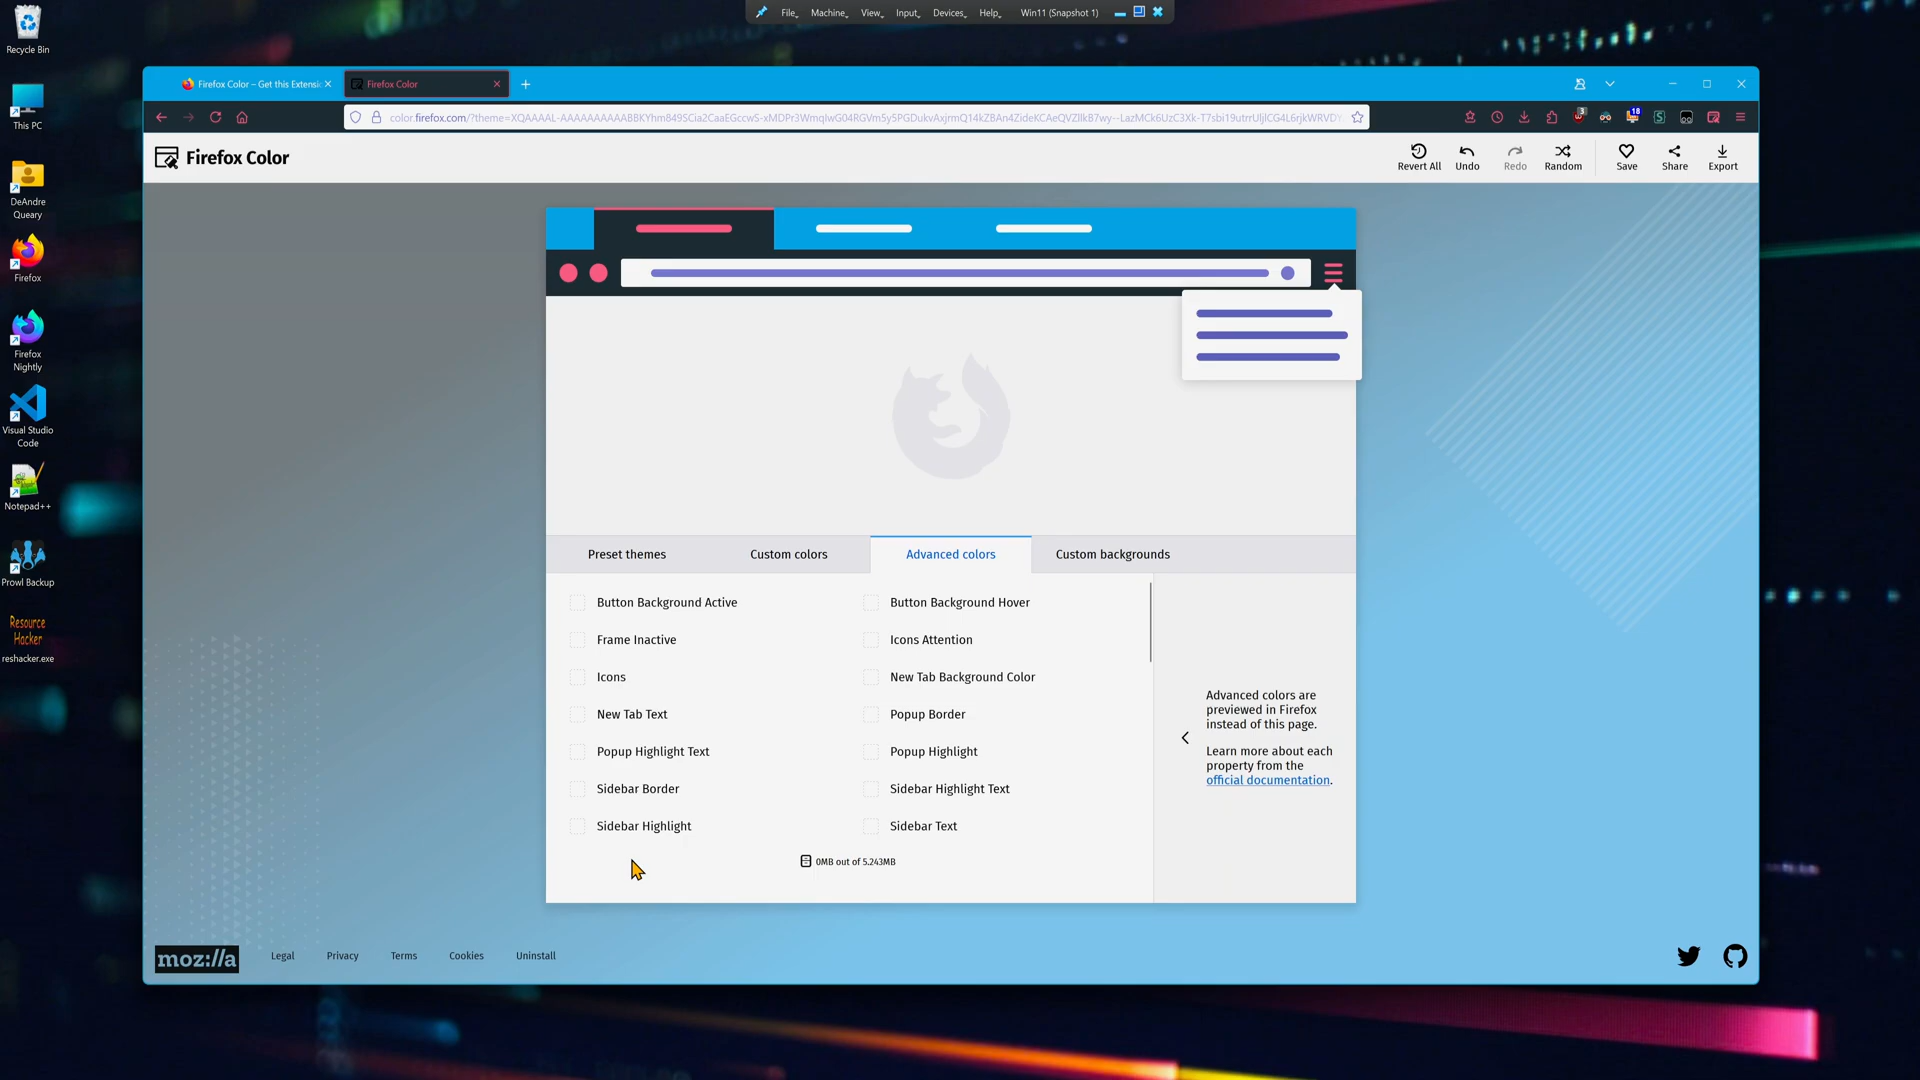 File
Machine
View
Input
Devices
Help
Win11 (Snapshot 1)
Recycle Bin
This PC
DeAndre
Queary
Firefox
Firefox
Nightly
Visual Studio
Code
Notepad++
Prowl Backup
Resource
Hacker
reshacker.exe
Firefox Color – Get this Extensic
Firefox Color
3
18
Firefox Color
Revert All
Undo
Redo
Random
Save
Share
Export
Preset themes
Custom colors
Advanced colors
Custom backgrounds
Button Background Active
Button Background Hover
Frame Inactive
Icons Attention
Icons
New Tab Background Color
New Tab Text
Popup Border
Popup Highlight Text
Popup Highlight
Sidebar Border
Sidebar Highlight Text
Sidebar Highlight
Sidebar Text
0MB out of 5.243MB
Advanced colors are
previewed in Firefox
instead of this page.
Learn more about each
property from the
official documentation.
moz://a
Legal
Privacy
Terms
Cookies
Uninstall